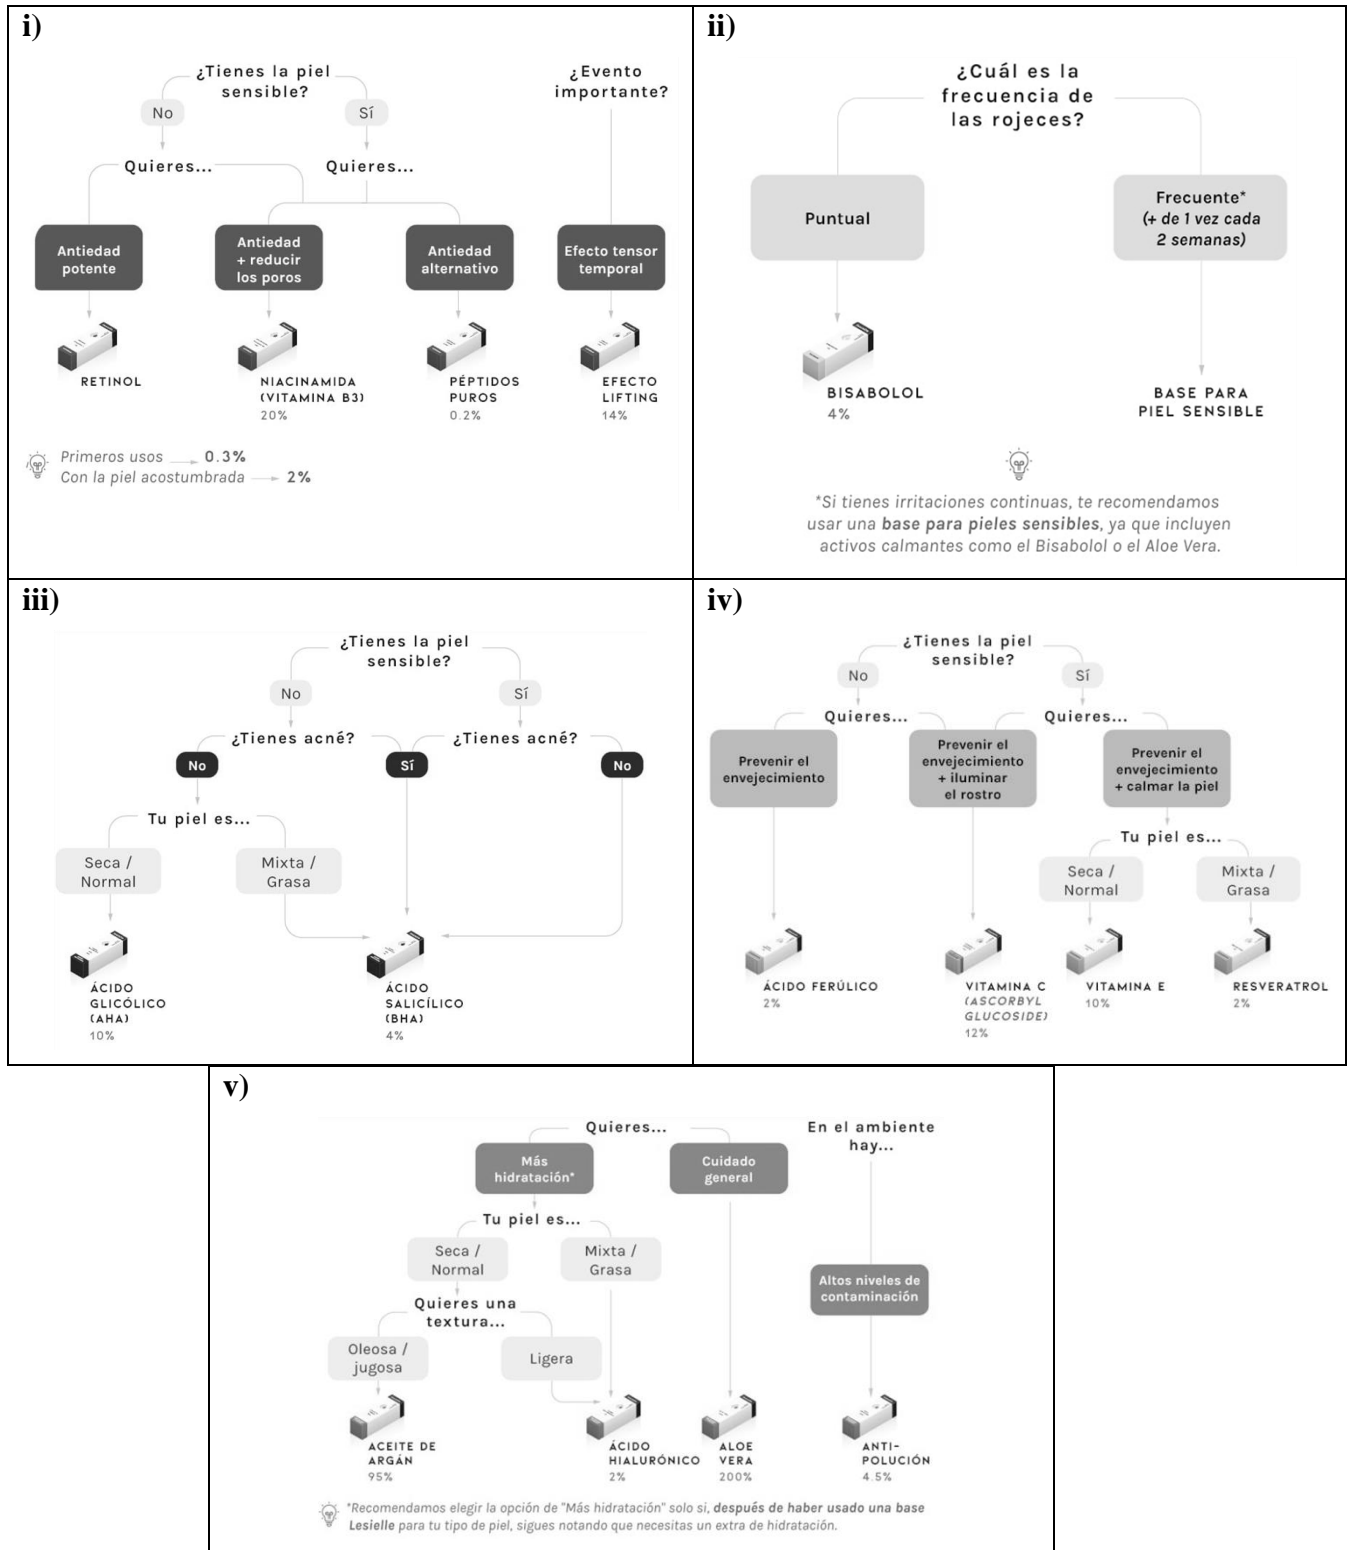 i)
¿Tienes la piel
sensible?
¿Evento
importante?
No
Sí
Quieres...
Quieres...
Antiedad
potente
Antiedad
+ reducir
los poros
Antiedad
alternativo
Efecto tensor
temporal
RETINOL
NIACINAMIDA
(VITAMINA B3)
20%
PÉPTIDOS
PUROS
0.2%
EFECTO
LIFTING
14%
Primeros usos 0.3%
Con la piel acostumbrada 2%
ii)
¿Cuál es la
frecuencia de
las rojeces?
Puntual
Frecuente*
(+ de 1 vez cada
2 semanas)
BISABOLOL
4%
BASE PARA
PIEL SENSIBLE
*Si tienes irritaciones continuas, te recomendamos
usar una base para pieles sensibles, ya que incluyen
activos calmantes como el Bisabolol o el Aloe Vera.
iii)
¿Tienes la piel
sensible?
No
Sí
¿Tienes acné?
¿Tienes acné?
No
Sí
No
Tu piel es...
Seca /
Normal
Mixta /
Grasa
ÁCIDO
GLICÓLICO
(AHA)
10%
ÁCIDO
SALICÍLICO
(BHA)
4%
iv)
¿Tienes la piel
sensible?
No
Sí
Quieres...
Quieres...
Prevenir el
envejecimiento
Prevenir el
envejecimiento
+ iluminar
el rostro
Prevenir el
envejecimiento
+ calmar la piel
Tu piel es...
Seca /
Normal
Mixta /
Grasa
ÁCIDO FERÚLICO
2%
VITAMINA C
(ASCORBYL
GLUCOSIDE)
12%
VITAMINA E
10%
RESVERATROL
2%
v)
Quieres...
En el ambiente
hay...
Más
hidratación*
Cuidado
general
Tu piel es...
Seca /
Normal
Mixta /
Grasa
Altos niveles de
contaminación
Quieres una
textura...
Oleosa /
jugosa
Ligera
ACEITE DE
ARGÁN
95%
ÁCIDO
HIALURÓNICO
2%
ALOE
VERA
200%
ANTI-
POLUCIÓN
4.5%
*Recomendamos elegir la opción de "Más hidratación" solo si, después de haber usado una base
Lesielle para tu tipo de piel, sigues notando que necesitas un extra de hidratación.